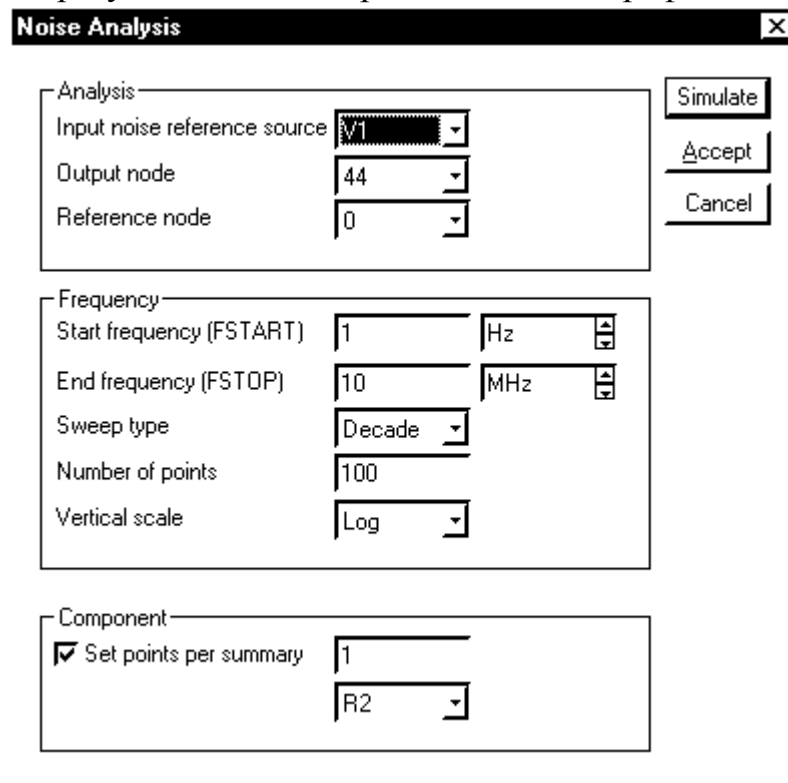 Noise Analysis
Analysis
Input noise reference source V1
Output node 44
Reference node 0
Simulate
Accept
Cancel
Frequency
Start frequency (FSTART) 1 Hz
End frequency (FSTOP) 10 MHz
Sweep type Decade
Number of points 100
Vertical scale Log
Component
Set points per summary 1
R2